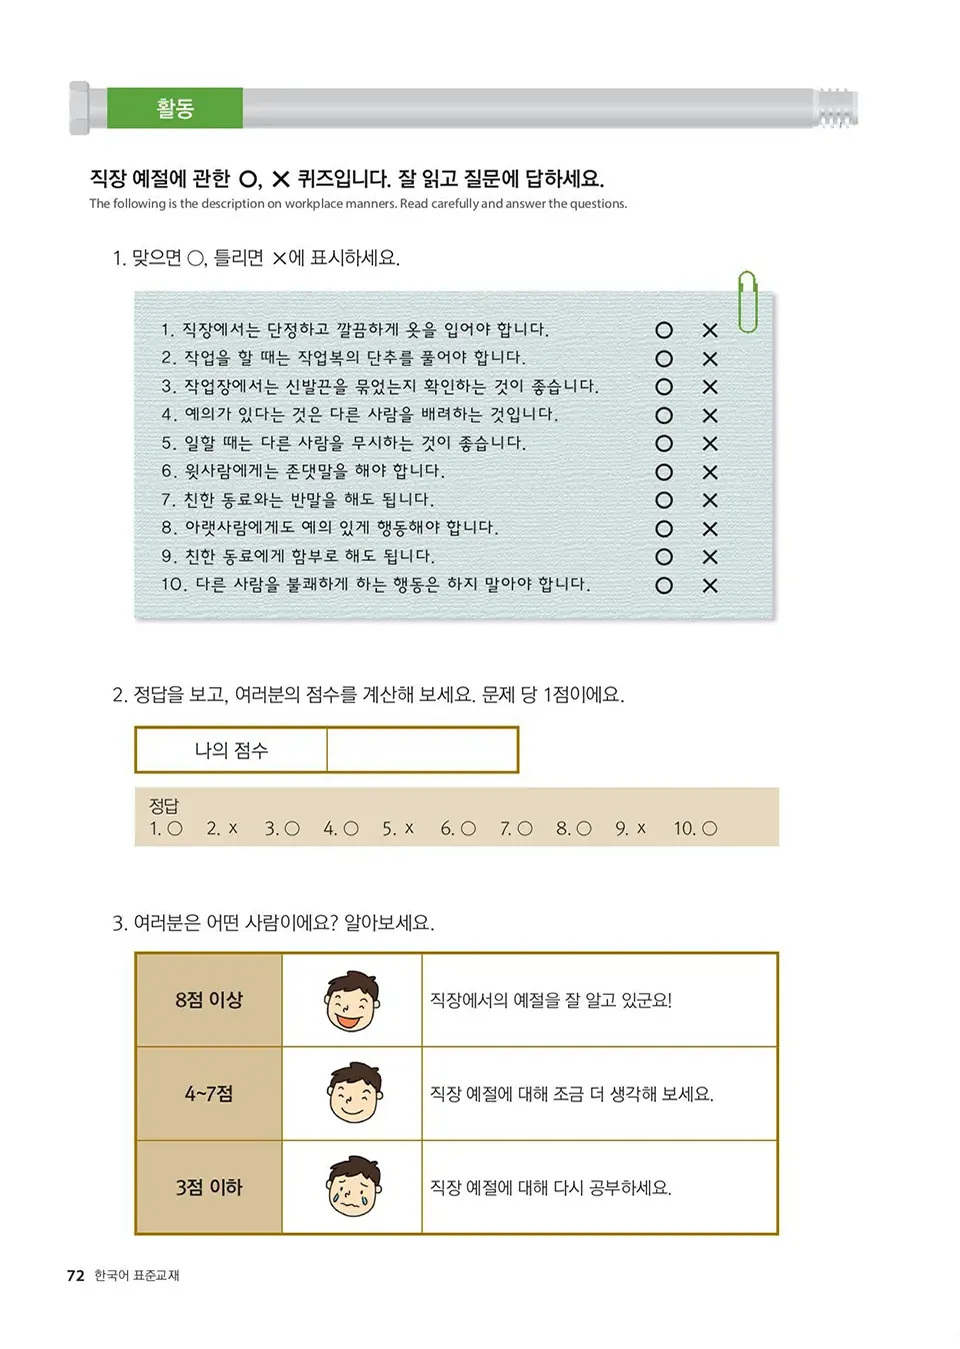 활동
직장 예절에 관한 ○, × 퀴즈입니다. 잘 읽고 질문에 답하세요.
The following is the description on workplace manners. Read carefully and answer the questions.
1. 맞으면 ○, 틀리면 ×에 표시하세요.
1. 직장에서는 단정하고 깔끔하게 옷을 입어야 합니다. ○ ×
2. 작업을 할 때는 작업복의 단추를 풀어야 합니다. ○ ×
3. 작업장에서는 신발끈을 묶었는지 확인하는 것이 좋습니다. ○ ×
4. 예의가 있다는 것은 다른 사람을 배려하는 것입니다. ○ ×
5. 일할 때는 다른 사람을 무시하는 것이 좋습니다. ○ ×
6. 윗사람에게는 존댓말을 해야 합니다. ○ ×
7. 친한 동료와는 반말을 해도 됩니다. ○ ×
8. 아랫사람에게도 예의 있게 행동해야 합니다. ○ ×
9. 친한 동료에게 함부로 해도 됩니다. ○ ×
10. 다른 사람을 불쾌하게 하는 행동은 하지 말아야 합니다. ○ ×
2. 정답을 보고, 여러분의 점수를 계산해 보세요. 문제 당 1점이에요.
나의 점수
정답
1. ○ 2. x 3. ○ 4. ○ 5. x 6. ○ 7. ○ 8. ○ 9. x 10. ○
3. 여러분은 어떤 사람이에요? 알아보세요.
8점 이상 직장에서의 예절을 잘 알고 있군요!
4~7점 직장 예절에 대해 조금 더 생각해 보세요.
3점 이하 직장 예절에 대해 다시 공부하세요.
72 한국어 표준교재